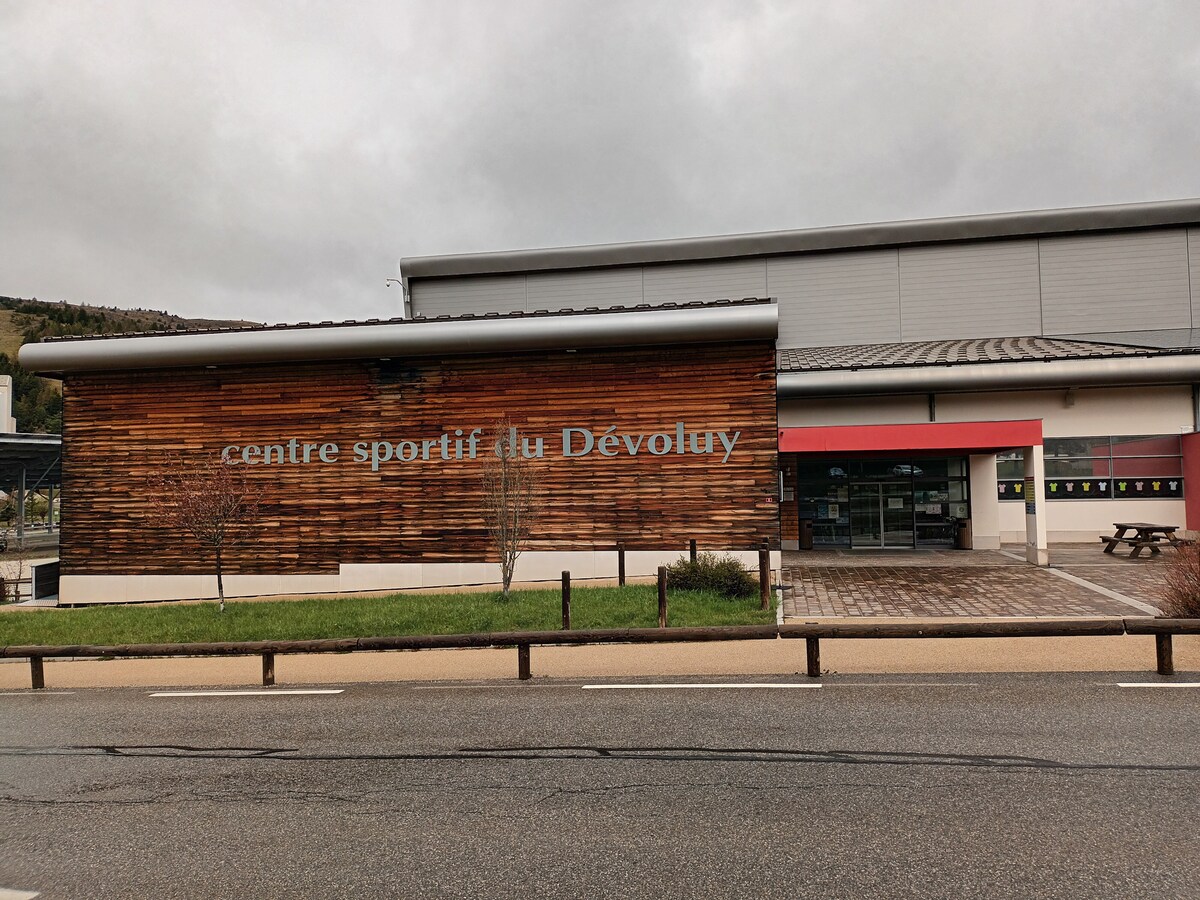 centre sportif du Dévoluy